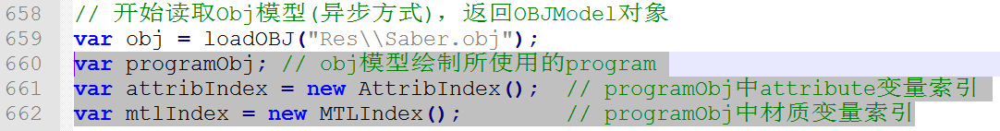 658 // 开始读取Obj模型(异步方式)，返回OBJModel对象
659 var obj = loadOBJ("Res\\Saber.obj");
660 var programObj; // obj模型绘制所使用的program
661 var attribIndex = new AttribIndex();  // programObj中attribute变量索引
662 var mtlIndex = new MTLIndex();        // programObj中材质变量索引